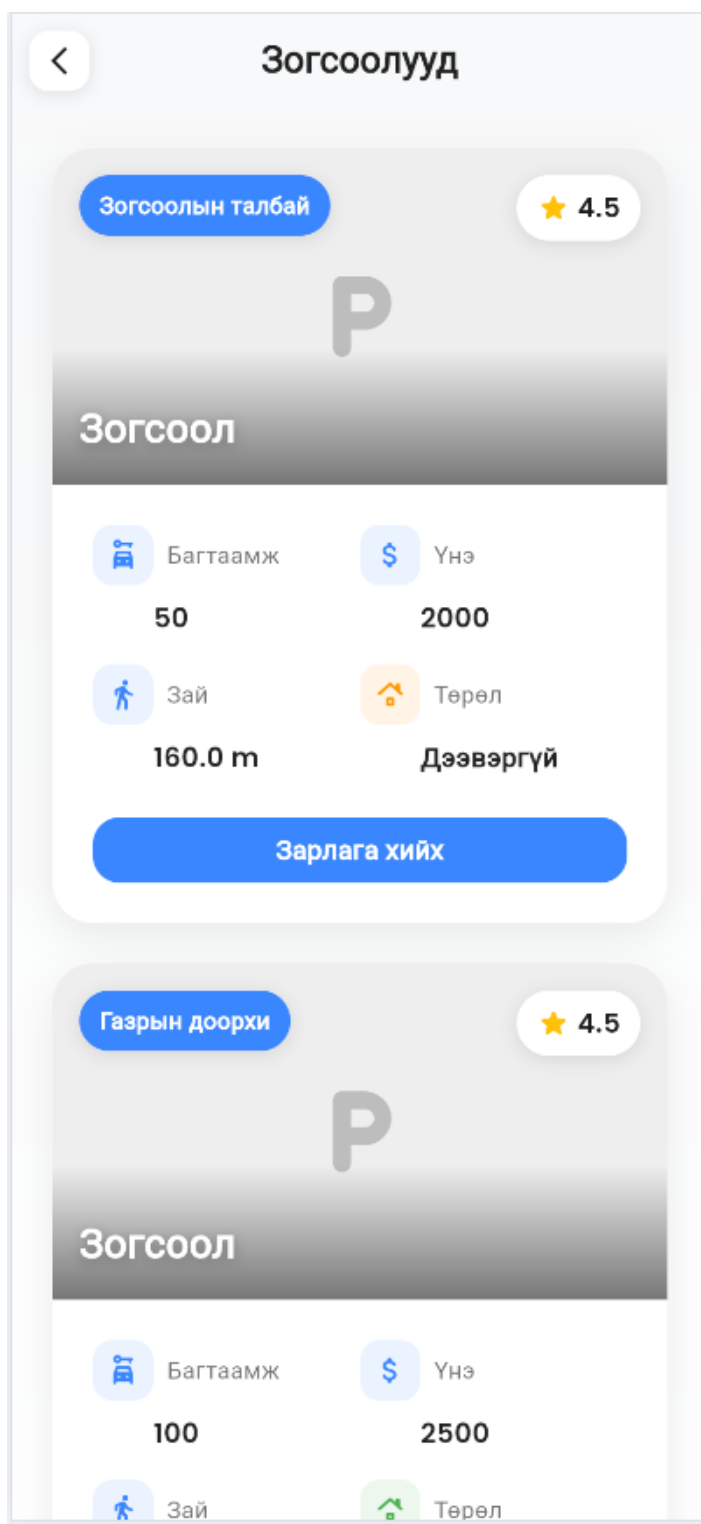 Зогсоолууд
Зогсоолын талбай
4.5
P
Зогсоол
Багтаамж
Үнэ
50
2000
Зай
Төрөл
160.0 m
Дээвэргүй
Зарлага хийх
Газрын доорхи
4.5
P
Зогсоол
Багтаамж
$ Үнэ
100
2500
Зай
Төрөл